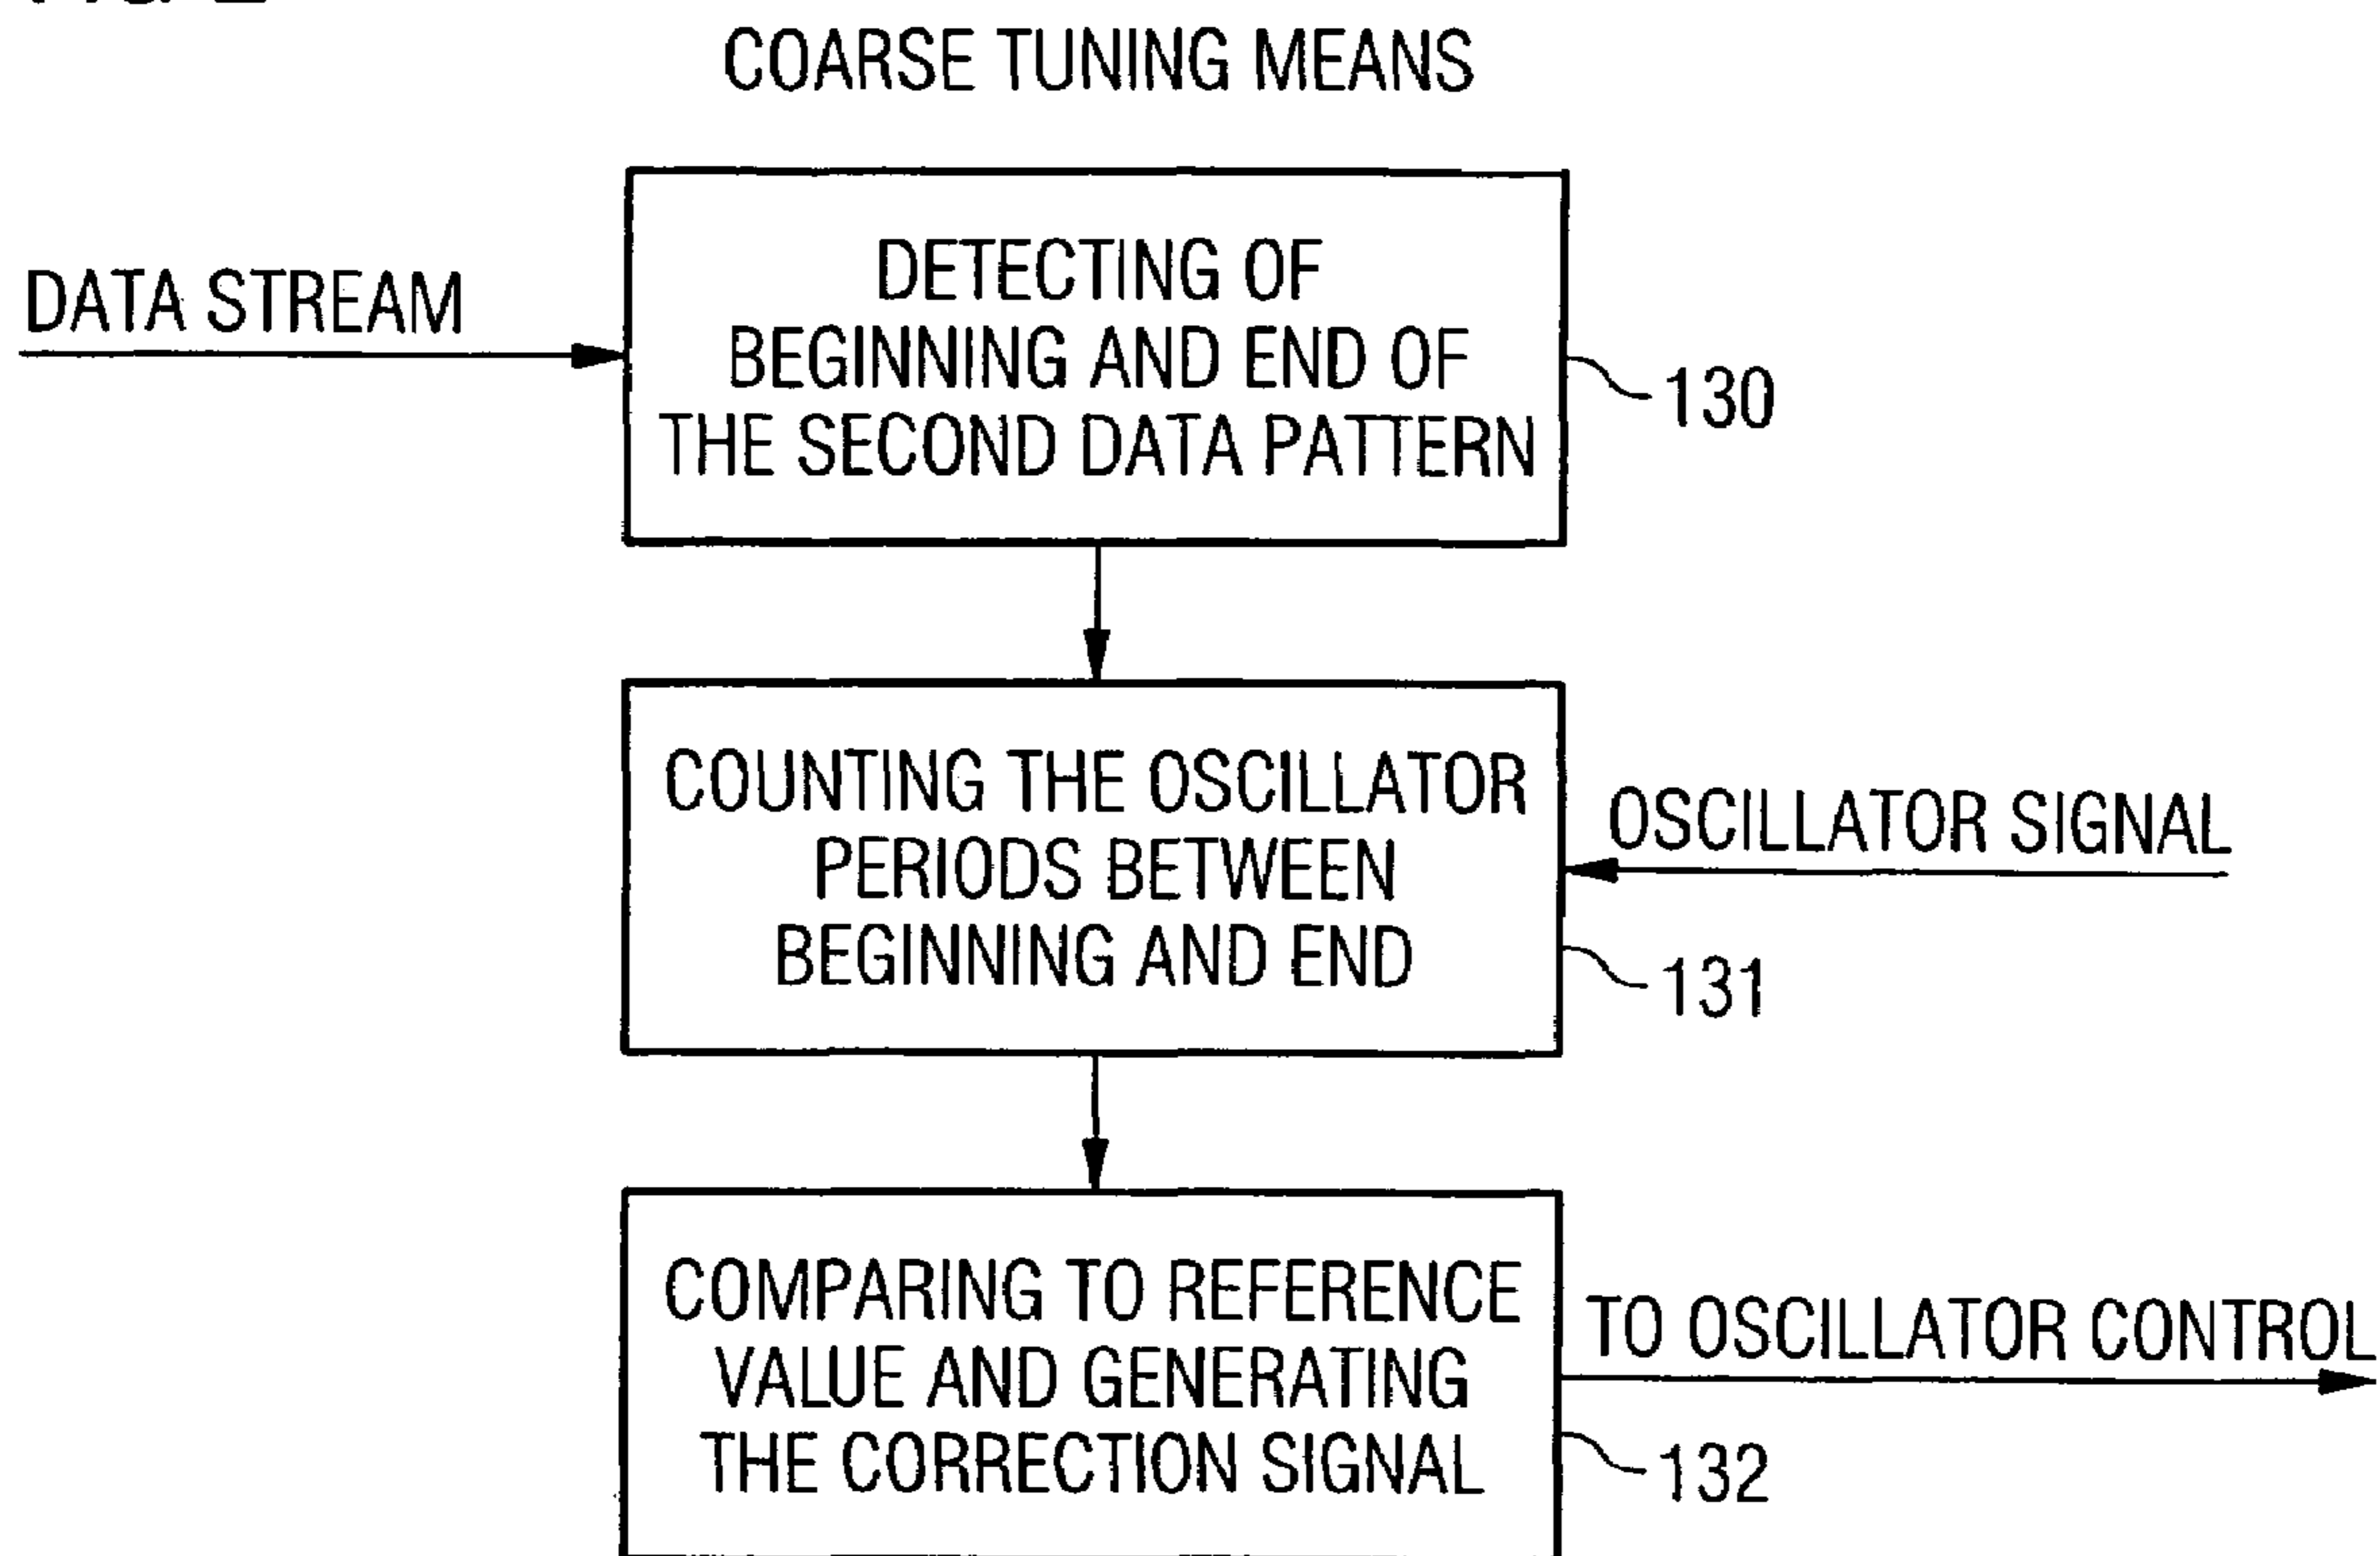 COARSE TUNING MEANS
DATA STREAM
DETECTING OF
BEGINNING AND END OF
THE SECOND DATA PATTERN
130
COUNTING THE OSCILLATOR
PERIODS BETWEEN
BEGINNING AND END
OSCILLATOR SIGNAL
131
COMPARING TO REFERENCE
VALUE AND GENERATING
THE CORRECTION SIGNAL
TO OSCILLATOR CONTROL
132